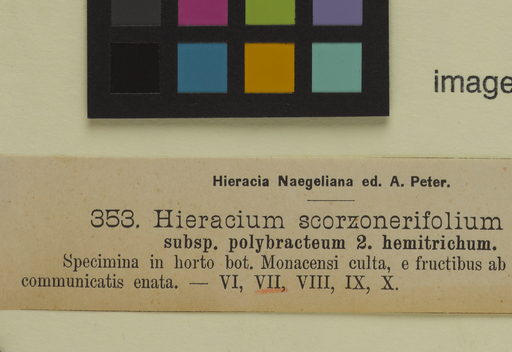 image
Hieracia Naegeliana ed. A. Peter.
353. Hieracium scorzonerifolium
subsp. polybracteum 2. hemitrichum.
Specimina in horto bot. Monacensi culta, e fructibus ab
communicatis enata. — VI, VII, VIII, IX, X.